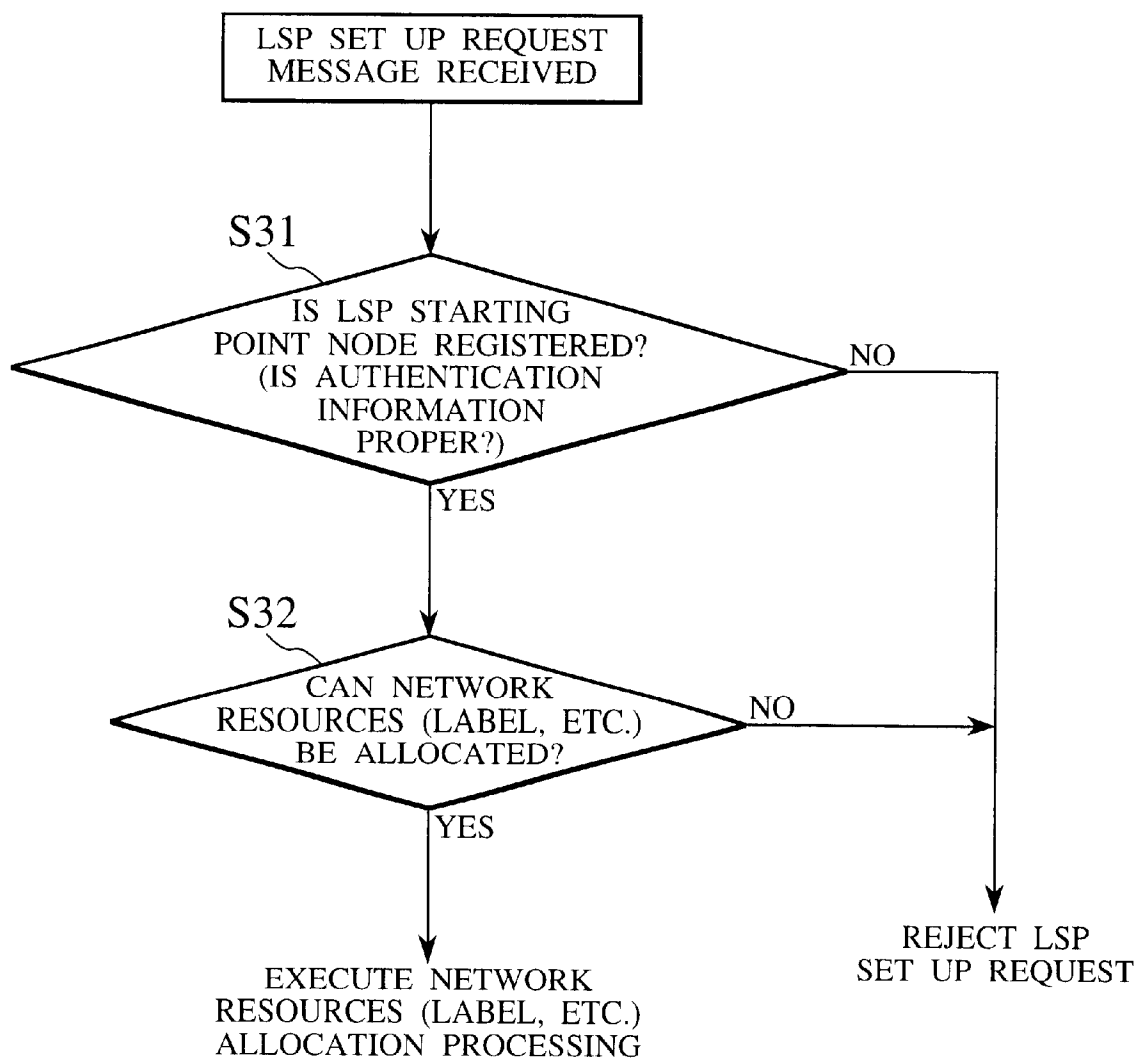 LSP SET UP REQUEST
MESSAGE RECEIVED
S31
IS LSP STARTING
POINT NODE REGISTERED?
(IS AUTHENTICATION
INFORMATION
PROPER?)
NO
YES
S32
CAN NETWORK
RESOURCES (LABEL, ETC.)
BE ALLOCATED?
NO
YES
REJECT LSP
SET UP REQUEST
EXECUTE NETWORK
RESOURCES (LABEL, ETC.)
ALLOCATION PROCESSING